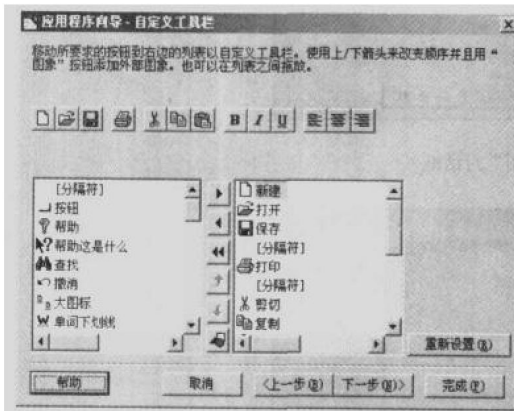 应用程序向导 - 自定义工具栏
移动所要求的按钮到右边的列表以自定义工具栏。使用上/下箭头来改变顺序并且用“
图象”按钮添加外部图象。也可以在列表之间拖放。
B I U
[分隔符]
按钮
帮助
帮助这是什么
查找
撤消
大图标
单词下划线
新建
打开
保存
[分隔符]
打印
[分隔符]
剪切
复制
重新设置(R)
帮助
取消
<上一步(B)
下一步(N)>
完成(F)